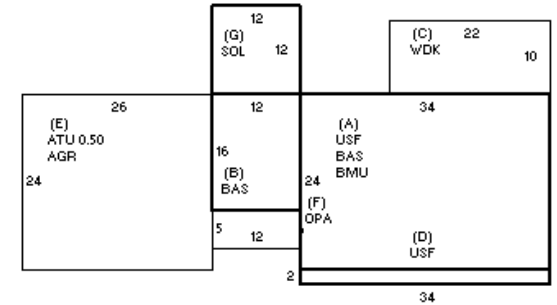 12
(G)
SOL
12
(C)
WDK
22
10
26
12
34
(E)
ATU 0.50
AGR
(A)
USF
BAS
BMU
16
24
(B)
BAS
24
(F)
OPA
5
12
(D)
USF
2
34